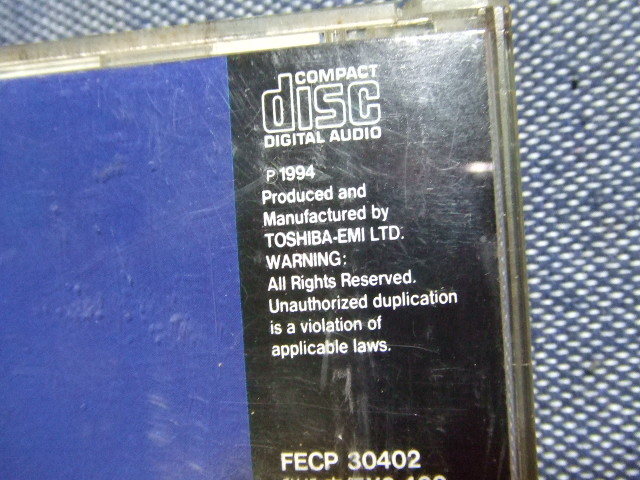 COMPACT
disc
DIGITAL AUDIO
P 1994
Produced and
Manufactured by
TOSHIBA-EMI LTD.
WARNING:
All Rights Reserved.
Unauthorized duplication
is a violation of
applicable laws.
FECP 30402